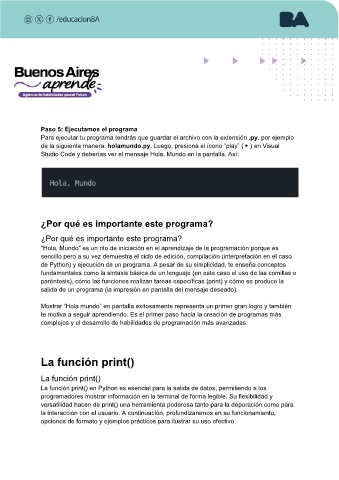 /educacionBA
BA
Buenos Aires
aprende
Agencia de Habilidades para el Futuro
Paso 5: Ejecutamos el programa
Para ejecutar tu programa tendrás que guardar el archivo con la extensión .py, por ejemplo
de la siguiente manera: holamundo.py. Luego, presioná el ícono "play" ( ▶ ) en Visual
Studio Code y deberías ver el mensaje Hola, Mundo en la pantalla. Así:
Hola, Mundo
¿Por qué es importante este programa?
¿Por qué es importante este programa?
"Hola, Mundo" es un rito de iniciación en el aprendizaje de la programación porque es
sencillo pero a su vez demuestra el ciclo de edición, compilación (interpretación en el caso
de Python) y ejecución de un programa. A pesar de su simplicidad, te enseña conceptos
fundamentales como la sintaxis básica de un lenguaje (en este caso el uso de las comillas o
paréntesis), cómo las funciones realizan tareas específicas (print) y cómo se produce la
salida de un programa (la impresión en pantalla del mensaje deseado).
Mostrar "Hola mundo" en pantalla exitosamente representa un primer gran logro y también
te motiva a seguir aprendiendo. Es el primer paso hacia la creación de programas más
complejos y el desarrollo de habilidades de programación más avanzadas.
La función print()
La función print()
La función print() en Python es esencial para la salida de datos, permitiendo a los
programadores mostrar información en la terminal de forma legible. Su flexibilidad y
versatilidad hacen de print() una herramienta poderosa tanto para la depuración como para
la interacción con el usuario. A continuación, profundizaremos en su funcionamiento,
opciones de formato y ejemplos prácticos para ilustrar su uso efectivo.